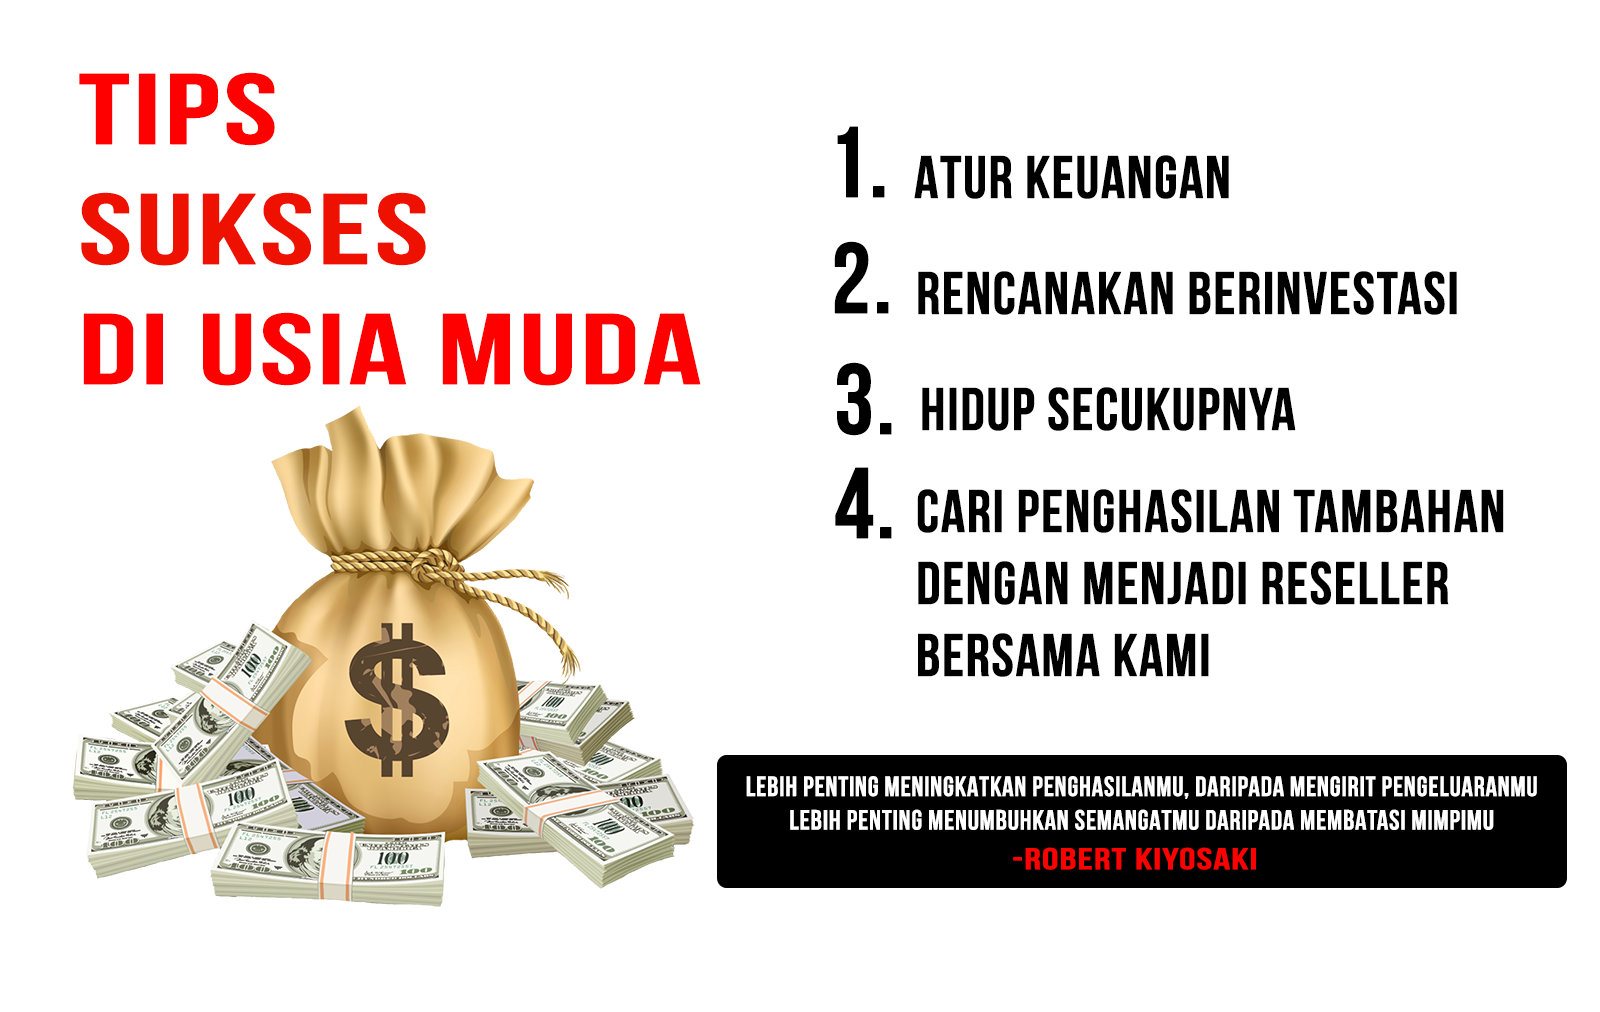 TIPS
SUKSES
DI USIA MUDA
1. ATUR KEUANGAN
2. RENCANAKAN BERINVESTASI
3. HIDUP SECUKUPNYA
4. CARI PENGHASILAN TAMBAHAN
DENGAN MENJADI RESELLER
BERSAMA KAMI
$
LEBIH PENTING MENINGKATKAN PENGHASILANMU, DARIPADA MENGIRIT PENGELUARANMU
LEBIH PENTING MENUMBUHKAN SEMANGATMU DARIPADA MEMBATASI MIMPIMU
-ROBERT KIYOSAKI